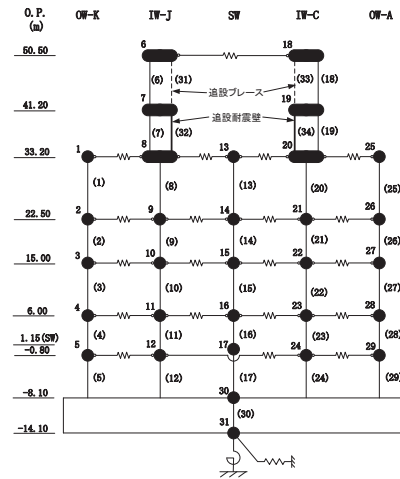 O.P.
(m)
OW-K IW-J SW IW-C OW-A
50.50 6 18
(6) (31) (33) (18)
追設ブレース
41.20 7 19
追設耐震壁
(7) (32) (34) (19)
33.20 1 8 13 20 25
(1) (8) (13) (20) (25)
22.50 2 9 14 21 26
(2) (9) (14) (21) (26)
15.00 3 10 15 22 27
(3) (10) (15) (22) (27)
6.00 4 11 16 23 28
1.15(SW) (4) (11) (16) (23) (28)
-0.80 5 12 17 24 29
(5) (12) (17) (24) (29)
-8.10 30
(30)
-14.10 31